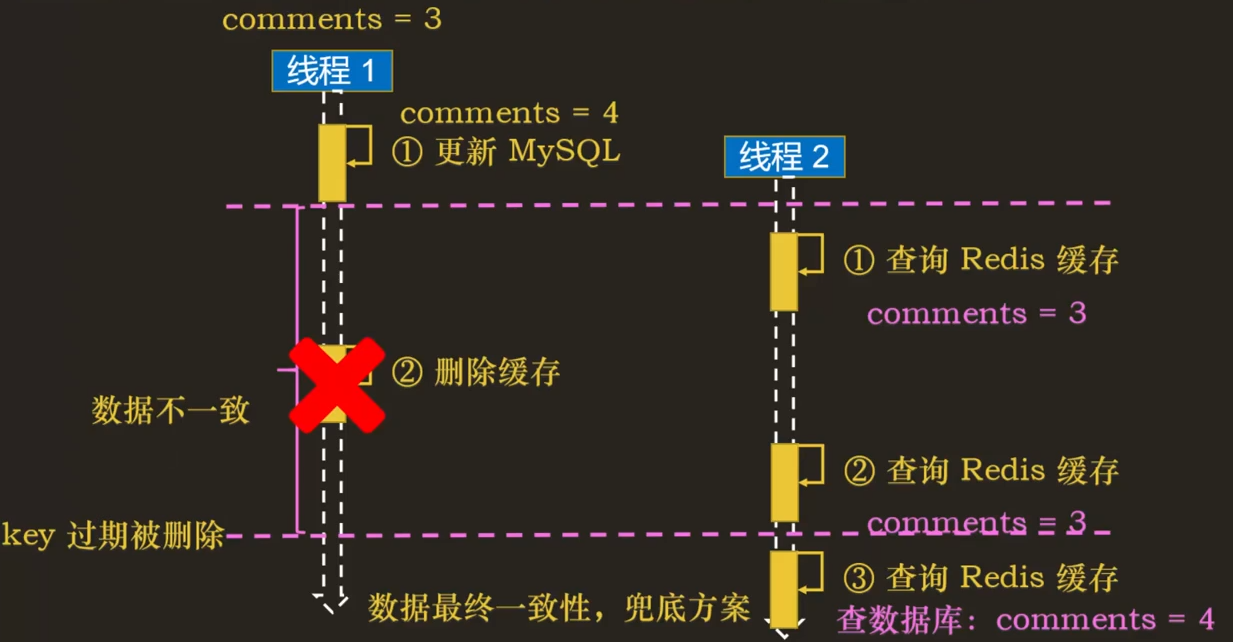 comments = 3
线程 1
comments = 4
① 更新 MySQL
线程 2
① 查询 Redis 缓存
comments = 3
② 删除缓存
数据不一致
② 查询 Redis 缓存
comments = 3
key 过期被删除
③ 查询 Redis 缓存
数据最终一致性，兜底方案
查数据库：comments = 4